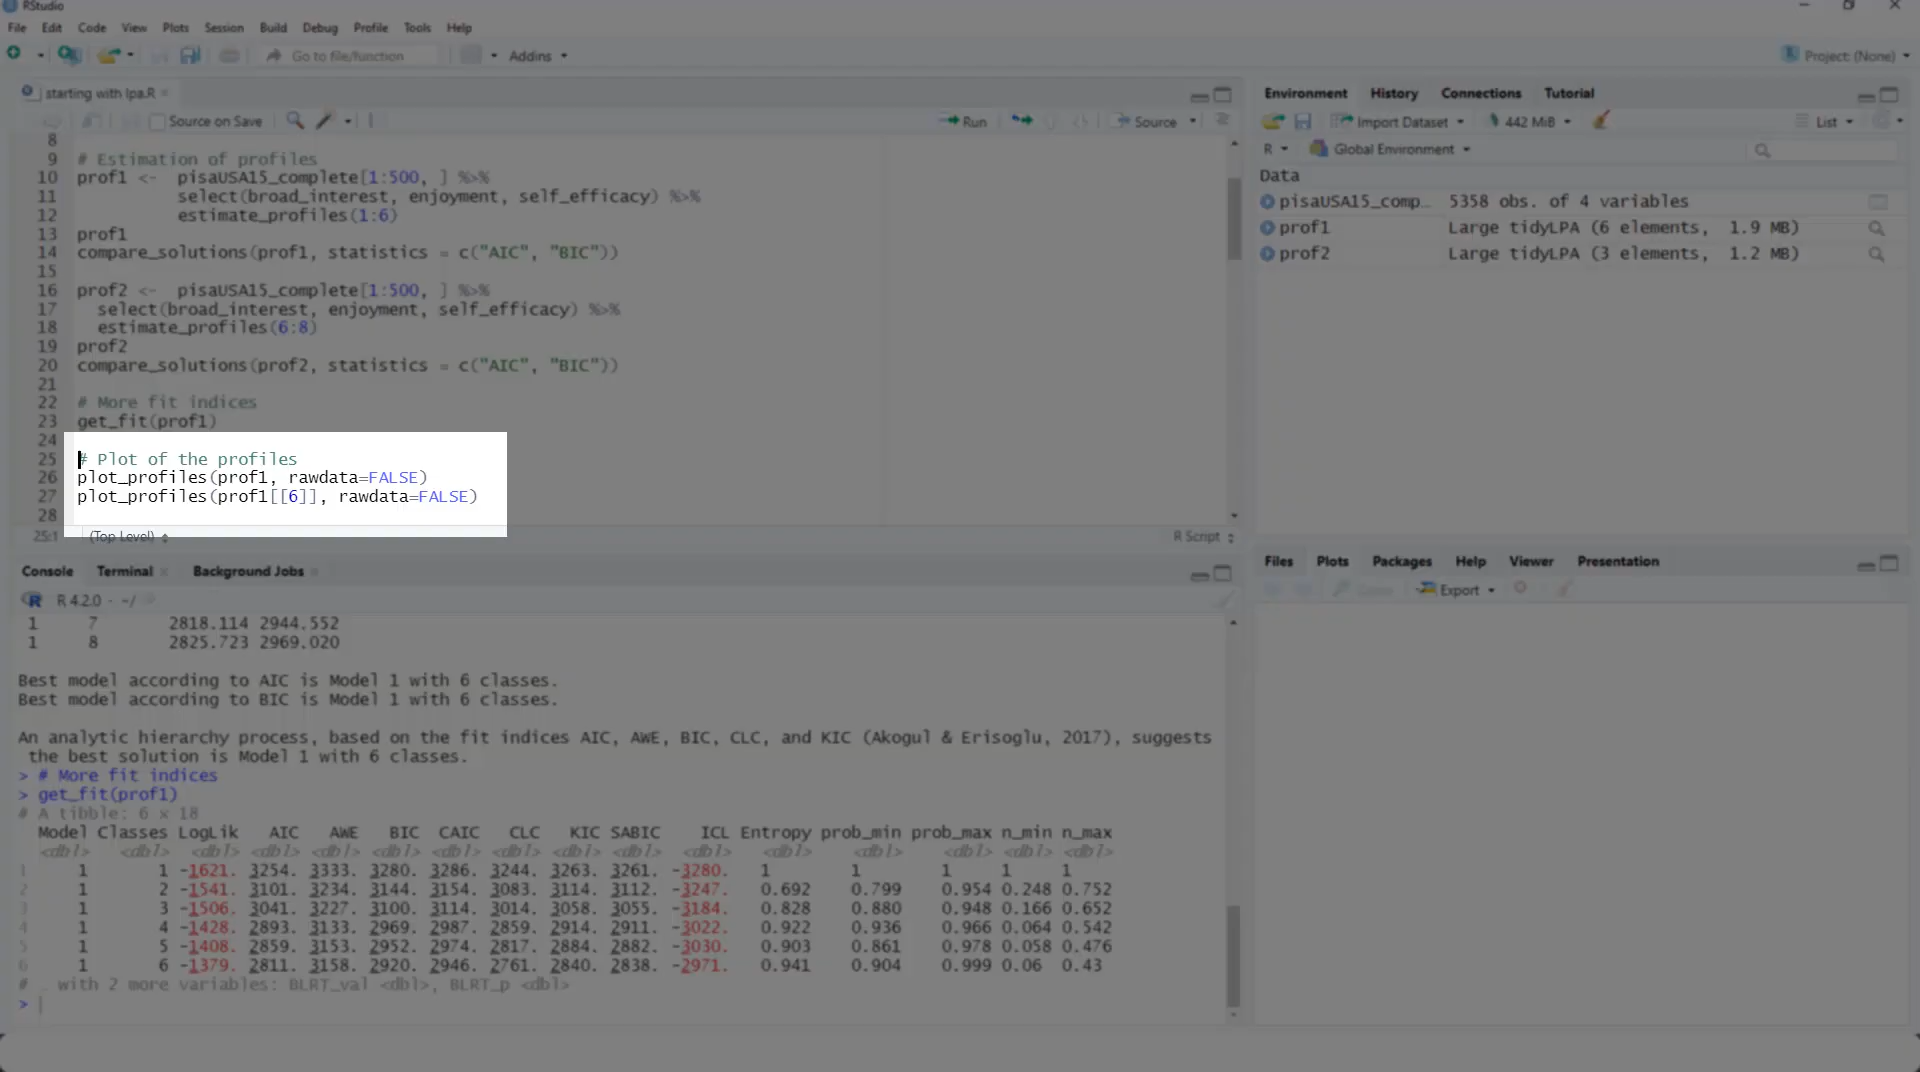 RStudio
File Edit Code View Plots Session Build Debug Profile Tools Help
Go to file/function Addins Project: (None)
starting with lpa.R
Source on Save Run Source
8
9 # Estimation of profiles
10 prof1 <- pisaUSA15_complete[1:500, ] %>%
11 select(broad_interest, enjoyment, self_efficacy) %>%
12 estimate_profiles(1:6)
13 prof1
14 compare_solutions(prof1, statistics = c("AIC", "BIC"))
15
16 prof2 <- pisaUSA15_complete[1:500, ] %>%
17 select(broad_interest, enjoyment, self_efficacy) %>%
18 estimate_profiles(6:8)
19 prof2
20 compare_solutions(prof2, statistics = c("AIC", "BIC"))
21
22 # More fit indices
23 get_fit(prof1)
24
25 # Plot of the profiles
26 plot_profiles(prof1, rawdata=FALSE)
27 plot_profiles(prof1[[6]], rawdata=FALSE)
28
25:1 (Top Level) R Script
Console Terminal Background Jobs
R 4.2.0 · ~/
1 7 2818.114 2944.552
1 8 2825.723 2969.020
Best model according to AIC is Model 1 with 6 classes.
Best model according to BIC is Model 1 with 6 classes.
An analytic hierarchy process, based on the fit indices AIC, AWE, BIC, CLC, and KIC (Akogul & Erisoglu, 2017), suggests
the best solution is Model 1 with 6 classes.
> # More fit indices
> get_fit(prof1)
# A tibble: 6 × 18
Model Classes LogLik AIC AWE BIC CAIC CLC KIC SABIC ICL Entropy prob_min prob_max n_min n_max
<dbl> <dbl> <dbl> <dbl> <dbl> <dbl> <dbl> <dbl> <dbl> <dbl> <dbl> <dbl> <dbl> <dbl> <dbl> <dbl>
1 1 1 -1621. 3254. 3333. 3280. 3286. 3244. 3263. 3261. -3280. 1 1 1 1 1
2 1 2 -1541. 3101. 3234. 3144. 3154. 3083. 3114. 3112. -3247. 0.692 0.799 0.954 0.248 0.752
3 1 3 -1506. 3041. 3227. 3100. 3114. 3014. 3058. 3055. -3184. 0.828 0.880 0.948 0.166 0.652
4 1 4 -1428. 2893. 3133. 2969. 2987. 2859. 2914. 2911. -3022. 0.922 0.936 0.966 0.064 0.542
5 1 5 -1408. 2859. 3153. 2952. 2974. 2817. 2884. 2882. -3030. 0.903 0.861 0.978 0.058 0.476
6 1 6 -1379. 2811. 3158. 2920. 2946. 2761. 2840. 2838. -2971. 0.941 0.904 0.999 0.06 0.43
# … with 2 more variables: BLRT_val <dbl>, BLRT_p <dbl>
>
Environment History Connections Tutorial
Import Dataset 442 MiB List
R Global Environment
Data
pisaUSA15_comp… 5358 obs. of 4 variables
prof1 Large tidyLPA (6 elements, 1.9 MB)
prof2 Large tidyLPA (3 elements, 1.2 MB)
Files Plots Packages Help Viewer Presentation
Export